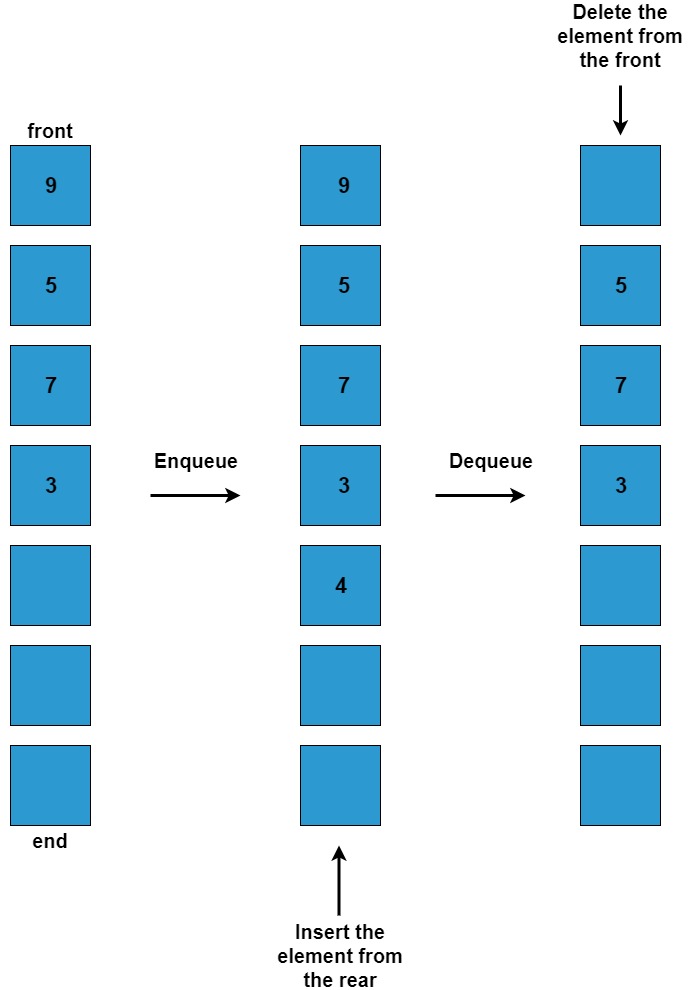 Delete the
element from
the front
front
9
5
7
3
end
Enqueue
9
5
7
3
4
Insert the
element from
the rear
Dequeue
5
7
3